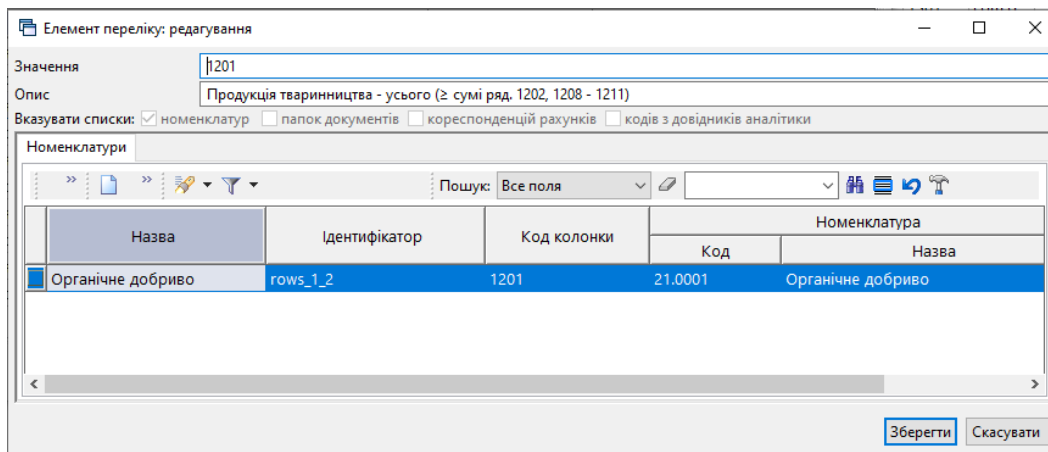 Елемент переліку: редагування
Значення 1201
Опис Продукція тваринництва - усього (≥ сумі ряд. 1202, 1208 - 1211)
Вказувати списки: номенклатур папок документів кореспонденцій рахунків кодів з довідників аналітики
Номенклатури
Пошук: Все поля
Назва Ідентифікатор Код колонки Номенклатура
Код Назва
Органічне добриво rows_1_2 1201 21.0001 Органічне добриво
Зберегти Скасувати